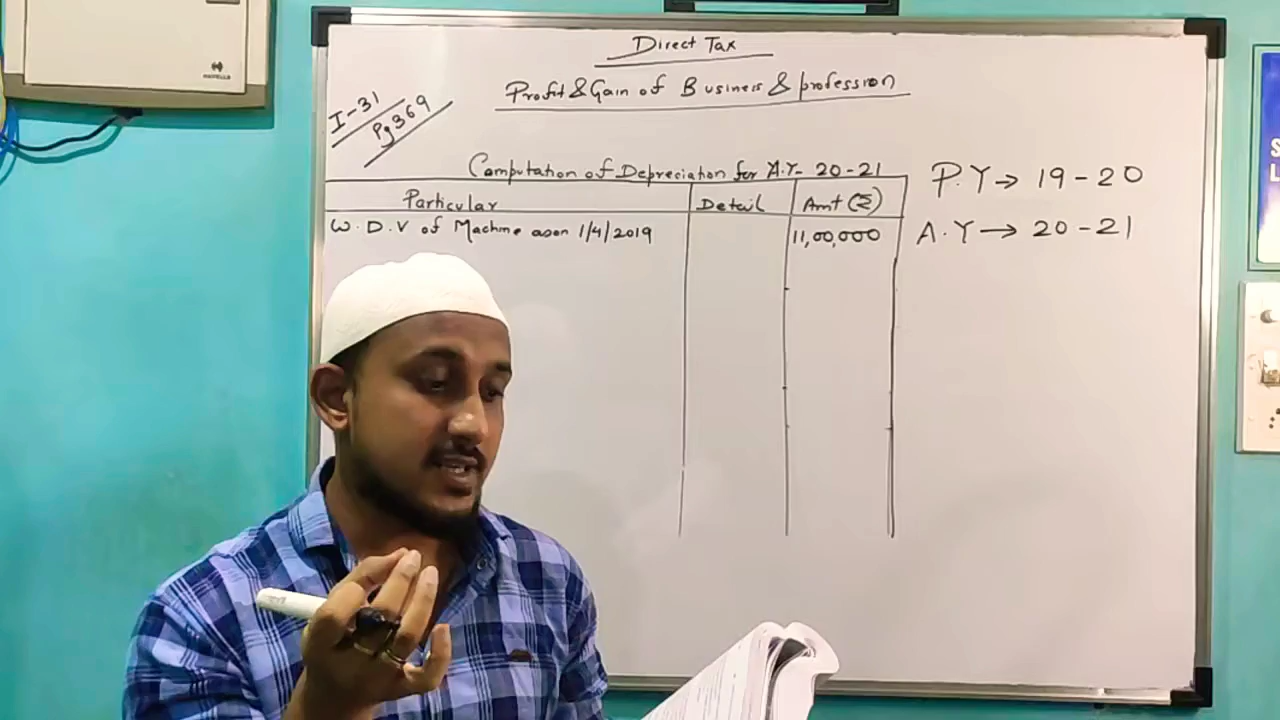 Direct Tax
Profit & Gain of Business & profession
I-31
Pg 369
Computation of Depreciation for A.Y- 20-21
Particular Detail Amt (₹)
W.D.V of Machine as on 1/4/2019 11,00,000
P.Y → 19-20
A.Y → 20-21
HAVELLS
S
L